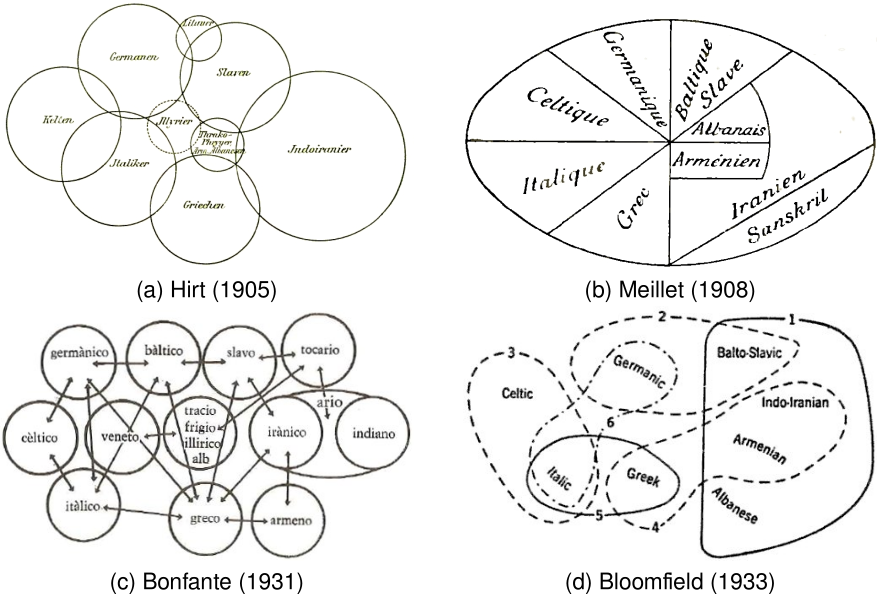 Litauer
Germanen
Slaven
Kelten
Illyrier
Thrako-
Phryger
Arm. Albanesen
Indoiranier
Italiker
Griechen
(a) Hirt (1905)
Germanique
Baltique
Slave
Celtique
Albanais
Arménien
Italique
Grec
Iranien
Sanskrit
(b) Meillet (1908)
germànico
bàltico
slavo
tocario
ario
cèltico
veneto
tracio
frigio
illirico
alb
irànico
indiano
itàlico
greco
armeno
(c) Bonfante (1931)
2
1
3
Germanic
Balto-Slavic
Celtic
Indo-Iranian
6
Armenian
Italic
Greek
Albanese
5
4
(d) Bloomfield (1933)